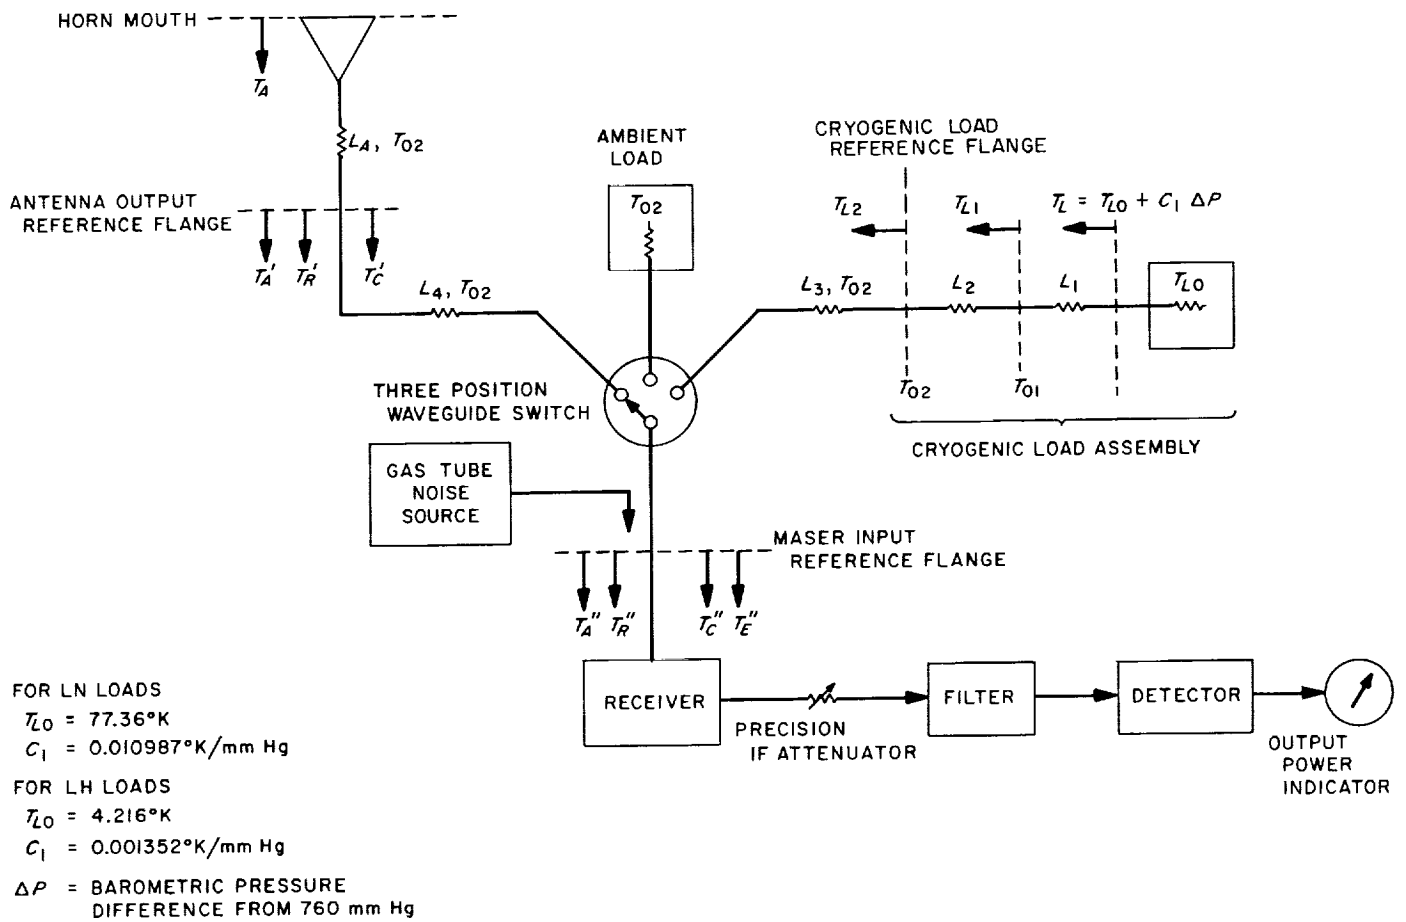 HORN MOUTH
T_A
L_A, T_02
ANTENNA OUTPUT
REFERENCE FLANGE
T_A' T_R' T_C'
L_4, T_02
AMBIENT
LOAD
T_02
CRYOGENIC LOAD
REFERENCE FLANGE
T_L2
T_L1
T_L = T_L0 + C_1 ΔP
L_3, T_02
L_2
L_1
T_L0
T_02
T_01
CRYOGENIC LOAD ASSEMBLY
THREE POSITION
WAVEGUIDE SWITCH
GAS TUBE
NOISE
SOURCE
MASER INPUT
REFERENCE FLANGE
T_A'' T_R'' T_C'' T_E''
RECEIVER
PRECISION
IF ATTENUATOR
FILTER
DETECTOR
OUTPUT
POWER
INDICATOR
FOR LN LOADS
T_L0 = 77.36°K
C_1 = 0.010987°K/mm Hg
FOR LH LOADS
T_L0 = 4.216°K
C_1 = 0.001352°K/mm Hg
ΔP = BAROMETRIC PRESSURE
DIFFERENCE FROM 760 mm Hg